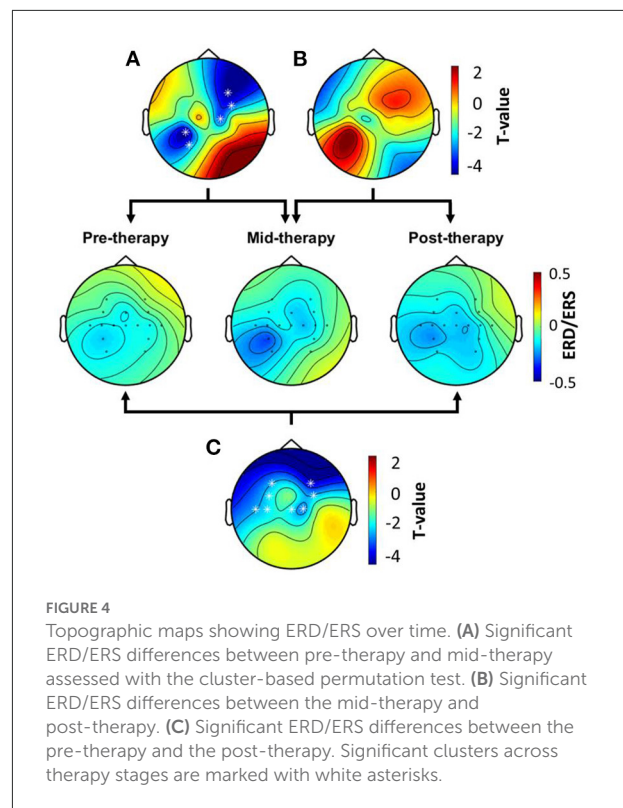 A
B
2
0
-2
-4
T-value
Pre-therapy
Mid-therapy
Post-therapy
0.5
0
-0.5
ERD/ERS
C
2
0
-2
-4
T-value
FIGURE 4
Topographic maps showing ERD/ERS over time. (A) Significant
ERD/ERS differences between pre-therapy and mid-therapy
assessed with the cluster-based permutation test. (B) Significant
ERD/ERS differences between the mid-therapy and
post-therapy. (C) Significant ERD/ERS differences between the
pre-therapy and the post-therapy. Significant clusters across
therapy stages are marked with white asterisks.